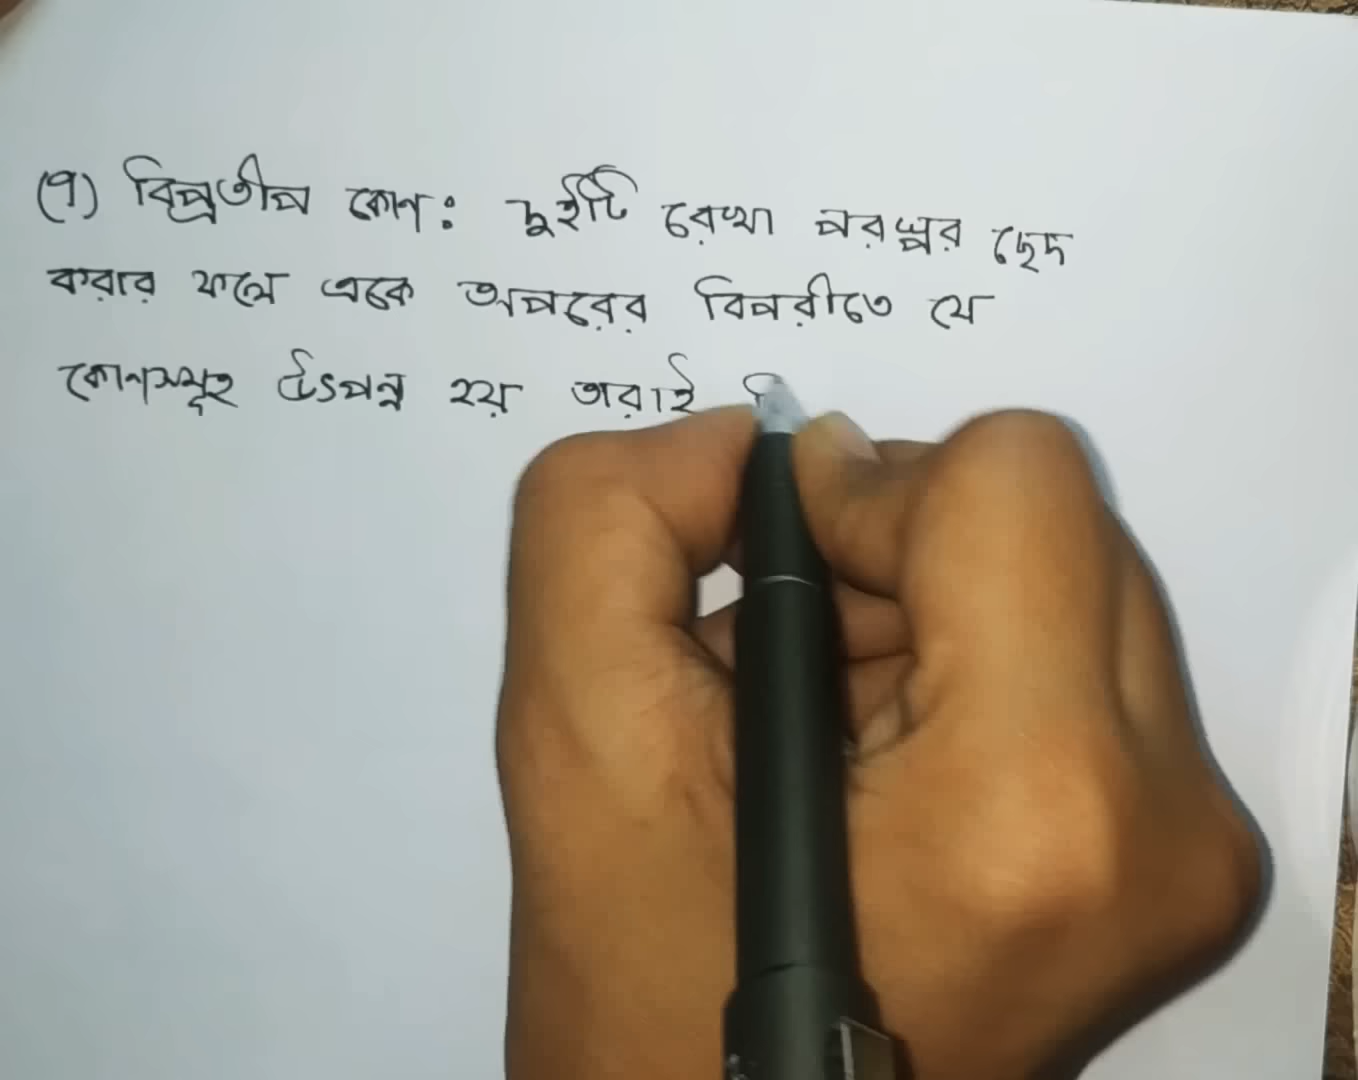 (৭) বিপ্রতীপ কোণ: দুইটি রেখা পরস্পর ছেদ
করার ফলে একে অপরের বিপরীতে যে
কোণসমূহ উৎপন্ন হয় তারাই